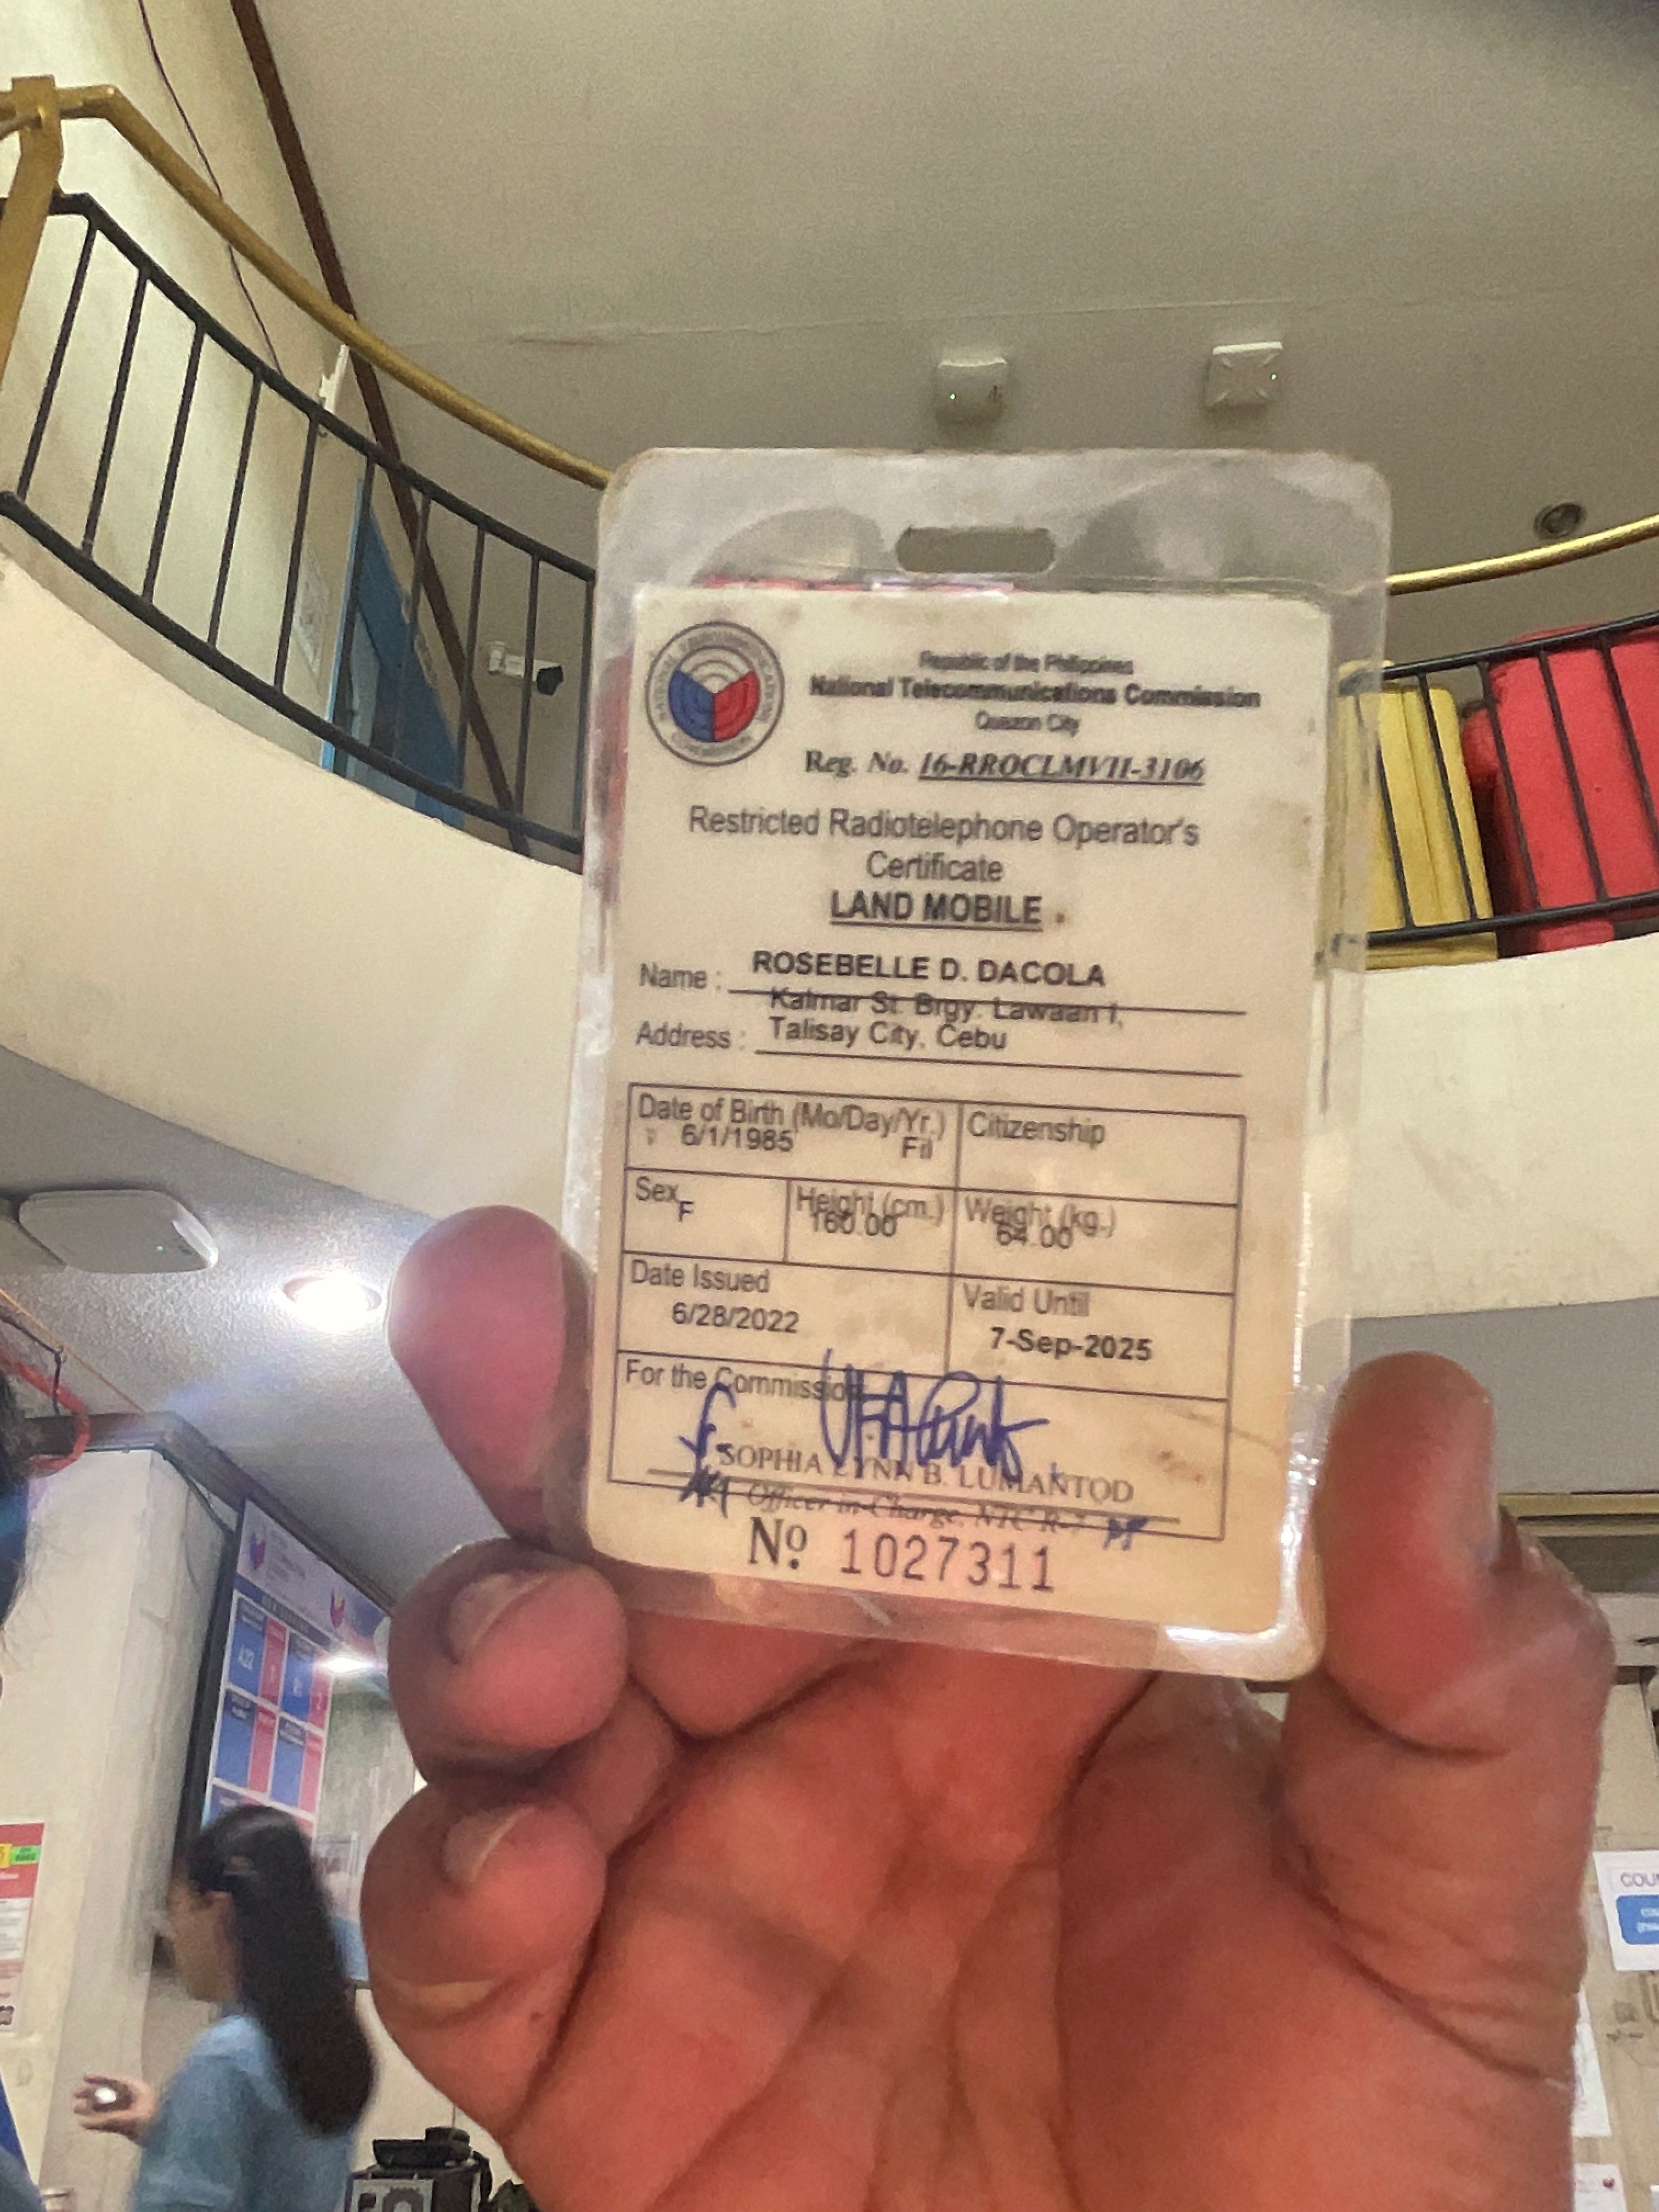 Republic of the Philippines
National Telecommunications Commission
Quezon City
Reg. No. 16-RROCLMVII-3106
Restricted Radiotelephone Operator's
Certificate
LAND MOBILE
Name : ROSEBELLE D. DACOLA
Kalmar St. Brgy. Lawaan I,
Address : Talisay City, Cebu
Date of Birth (Mo/Day/Yr.) Citizenship
6/1/1985 Fil
Sex Height (cm.) Weight (kg.)
F 160.00 64.00
Date Issued Valid Until
6/28/2022 7-Sep-2025
For the Commission
SOPHIA LYNN B. LUMANTOD
Officer in-Charge, NTC R-7
Nº 1027311